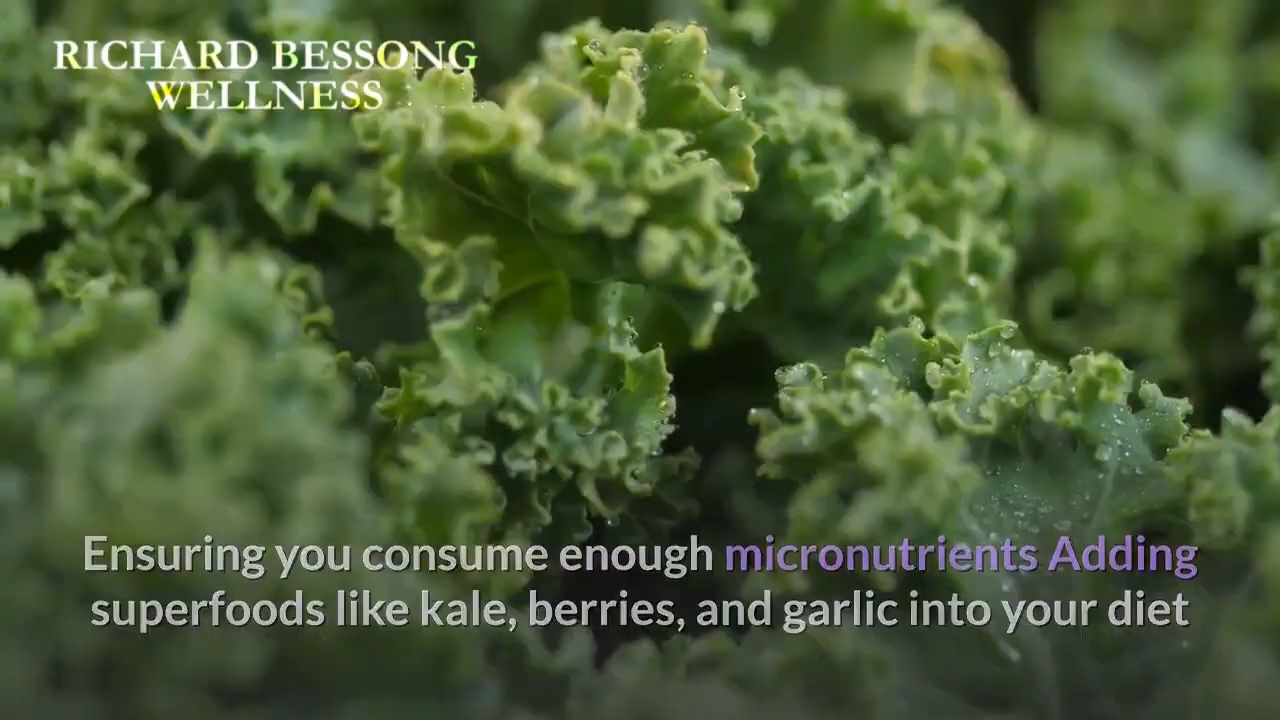 RICHARD BESSONG
WELLNESS
Ensuring you consume enough micronutrients Adding
superfoods like kale, berries, and garlic into your diet